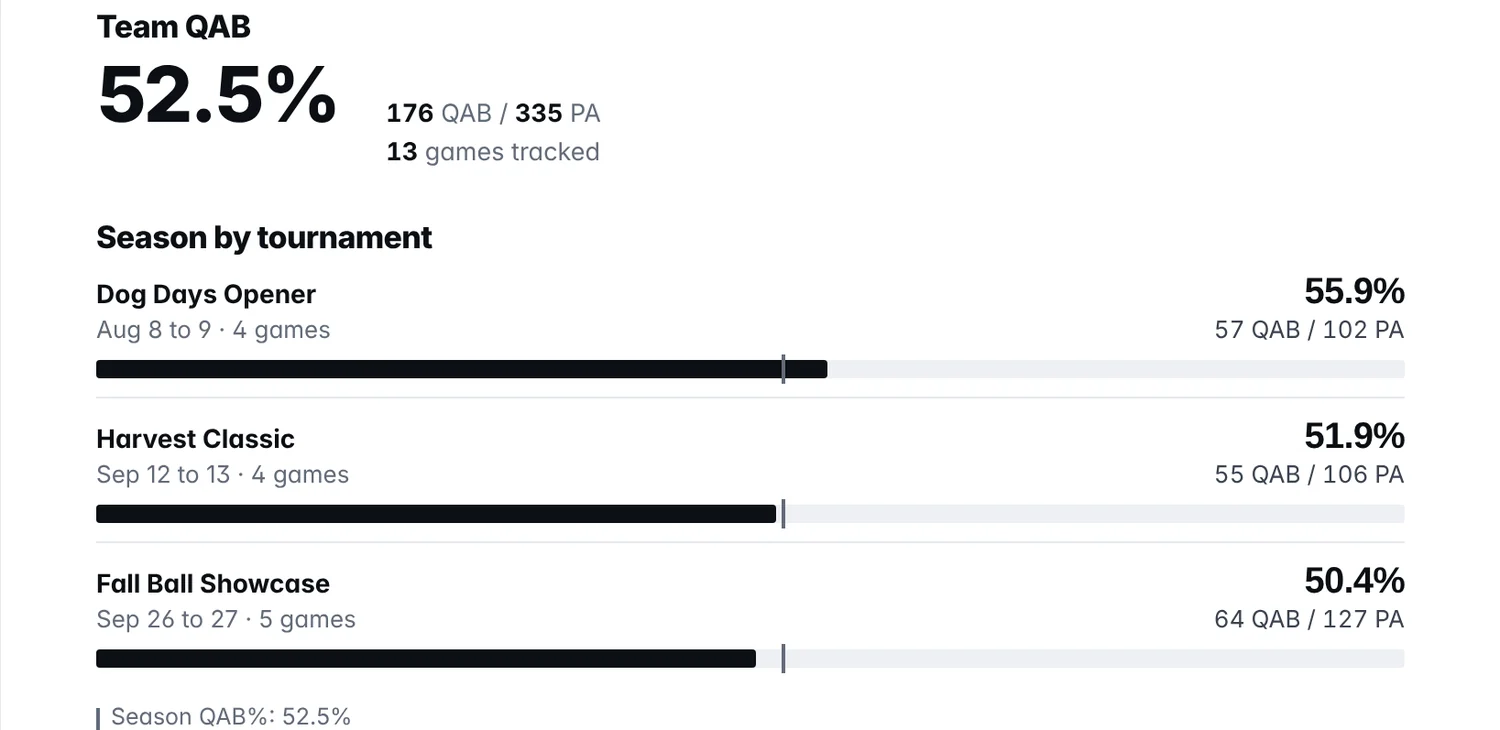 Team QAB
52.5%
176 QAB / 335 PA
13 games tracked
Season by tournament
Dog Days Opener
55.9%
Aug 8 to 9 · 4 games
57 QAB / 102 PA
Harvest Classic
51.9%
Sep 12 to 13 · 4 games
55 QAB / 106 PA
Fall Ball Showcase
50.4%
Sep 26 to 27 · 5 games
64 QAB / 127 PA
Season QAB%: 52.5%